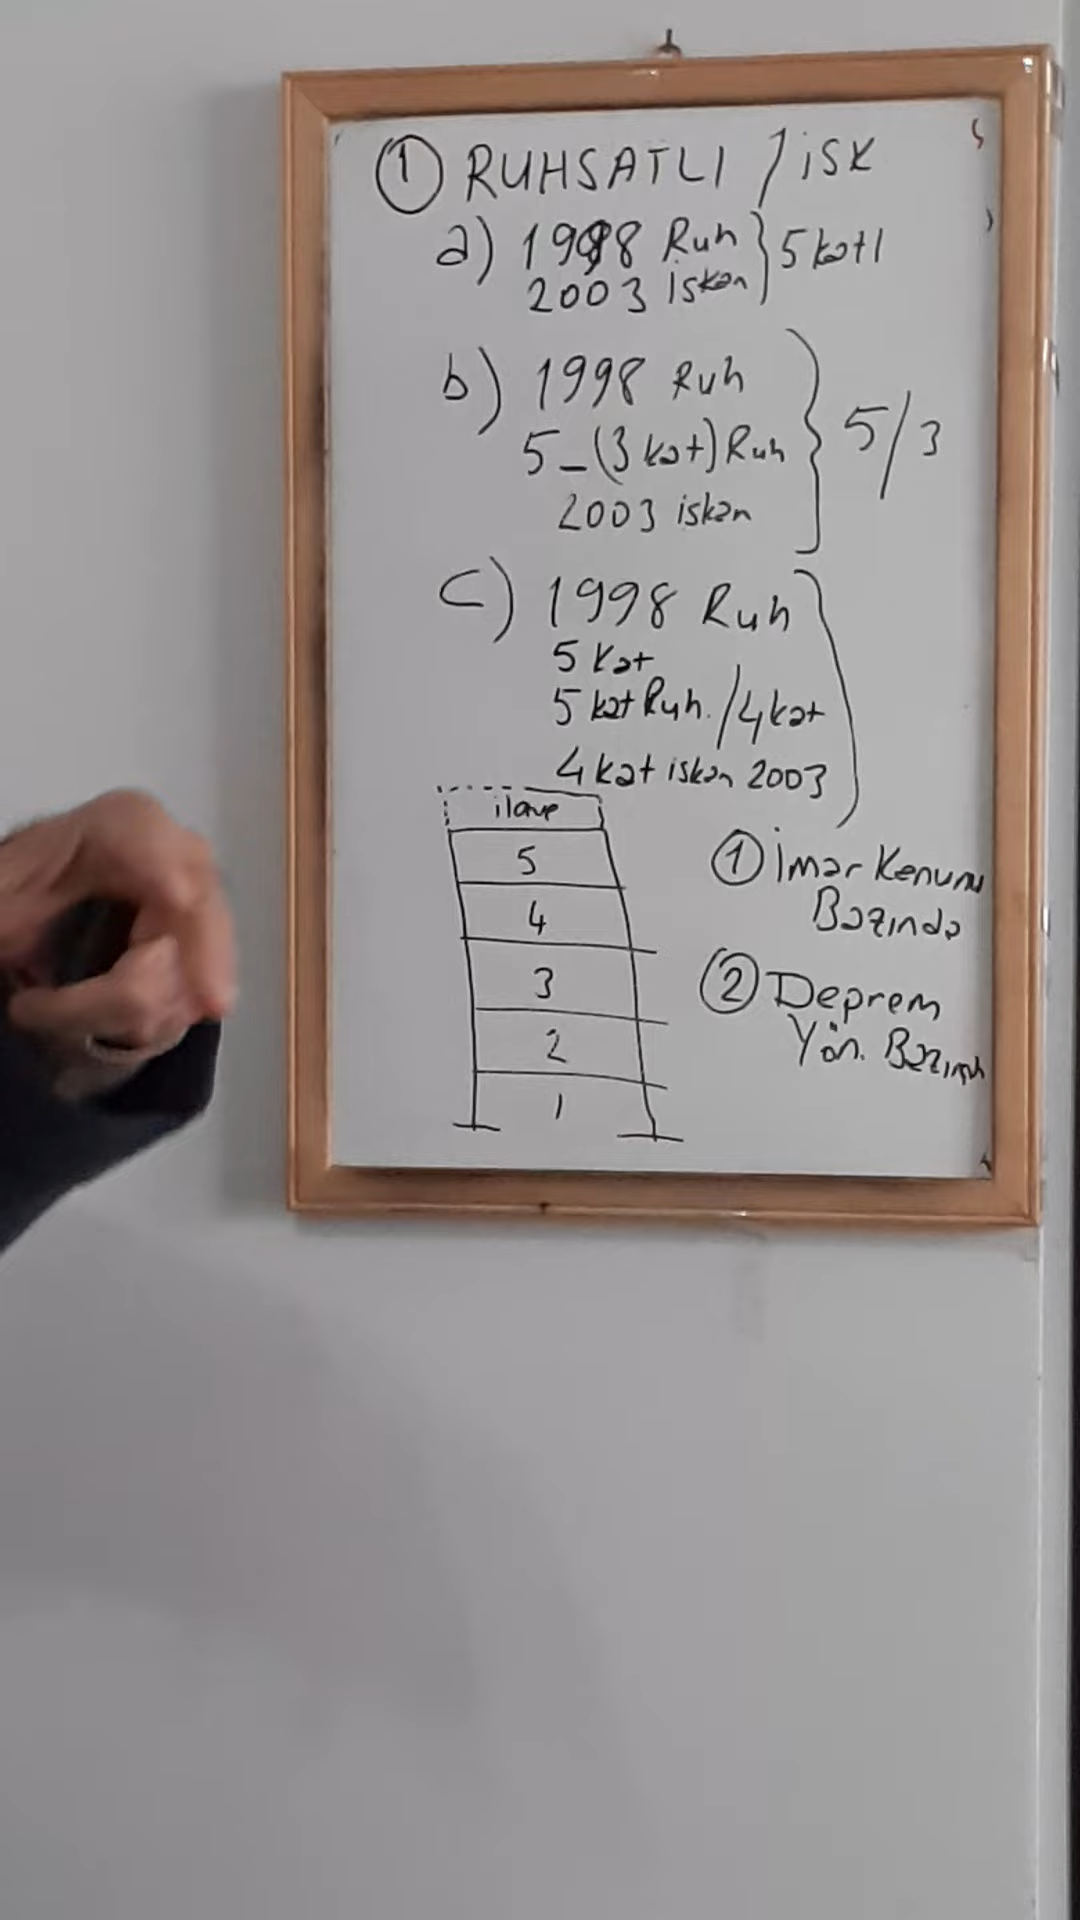 ① RUHSATLI / iSK
a) 1998 Ruh } 5 katlı
2003 iskan
b) 1998 Ruh
5-(3 kat) Ruh } 5/3
2003 iskan
c) 1998 Ruh
5 Kat
5 kat Ruh. / 4 kat
4 kat iskan 2003
ilave
5
4
3
2
1
① İmar Kanunu
Bazında
② Deprem
Yön. Bazında